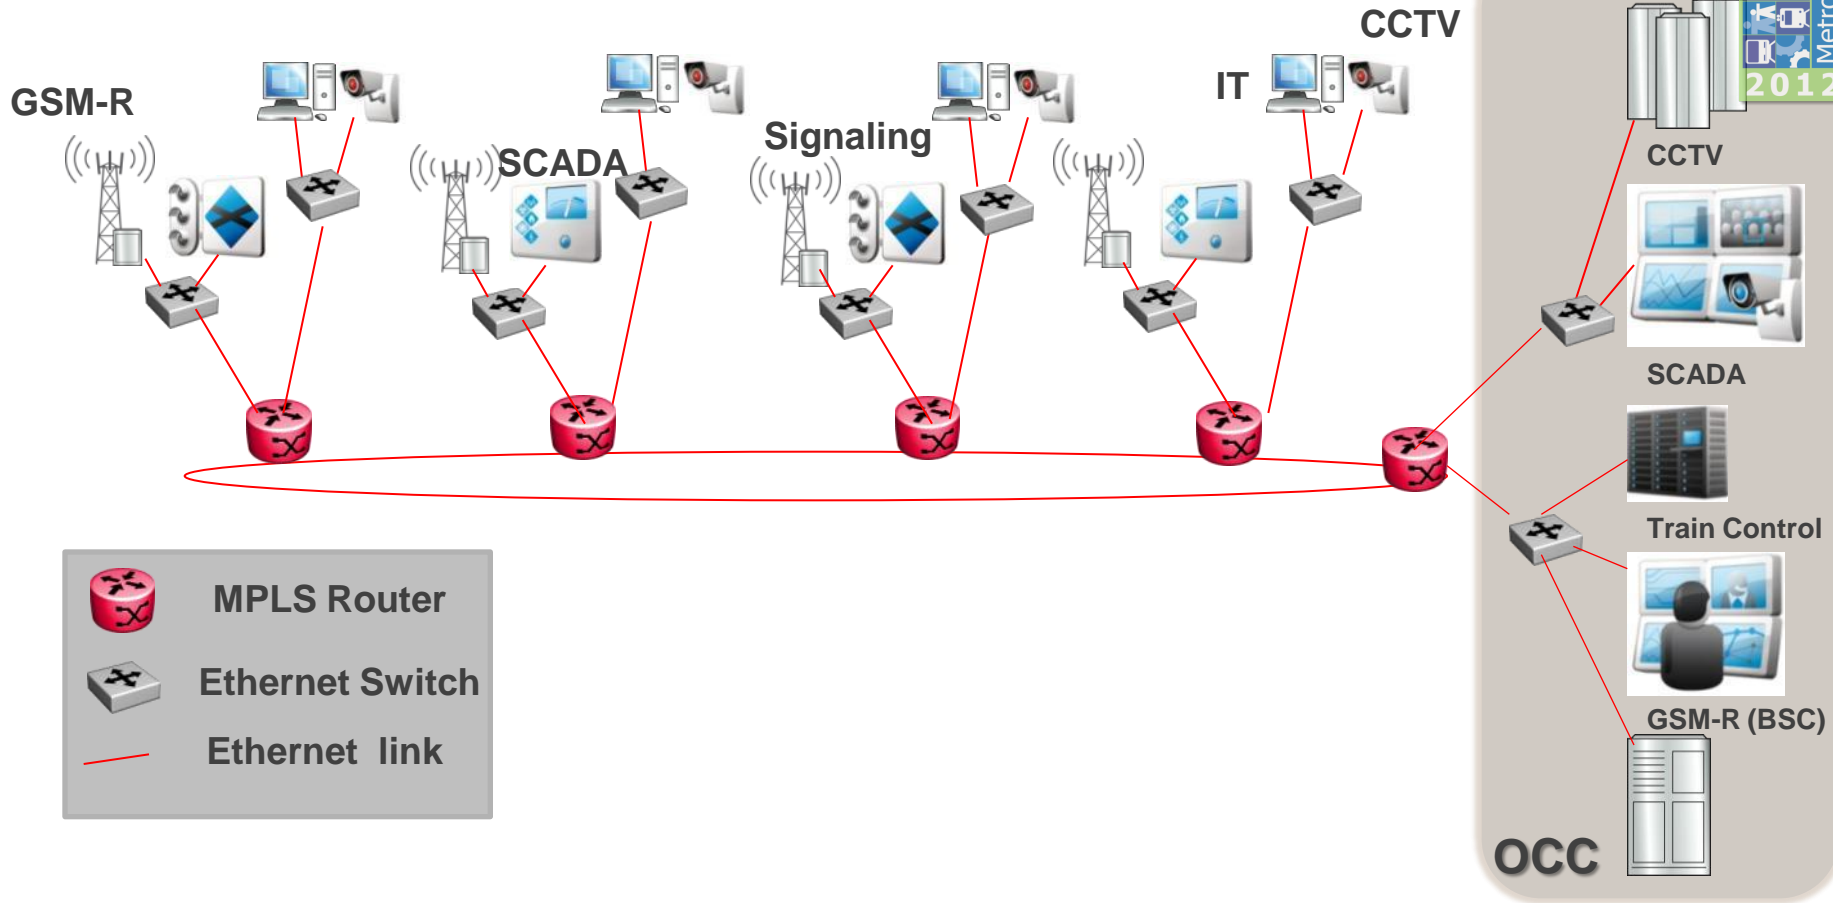 CCTV
GSM-R
IT
Signaling
SCADA
Metro
2012
CCTV
SCADA
Train Control
GSM-R (BSC)
OCC
MPLS Router
Ethernet Switch
Ethernet link